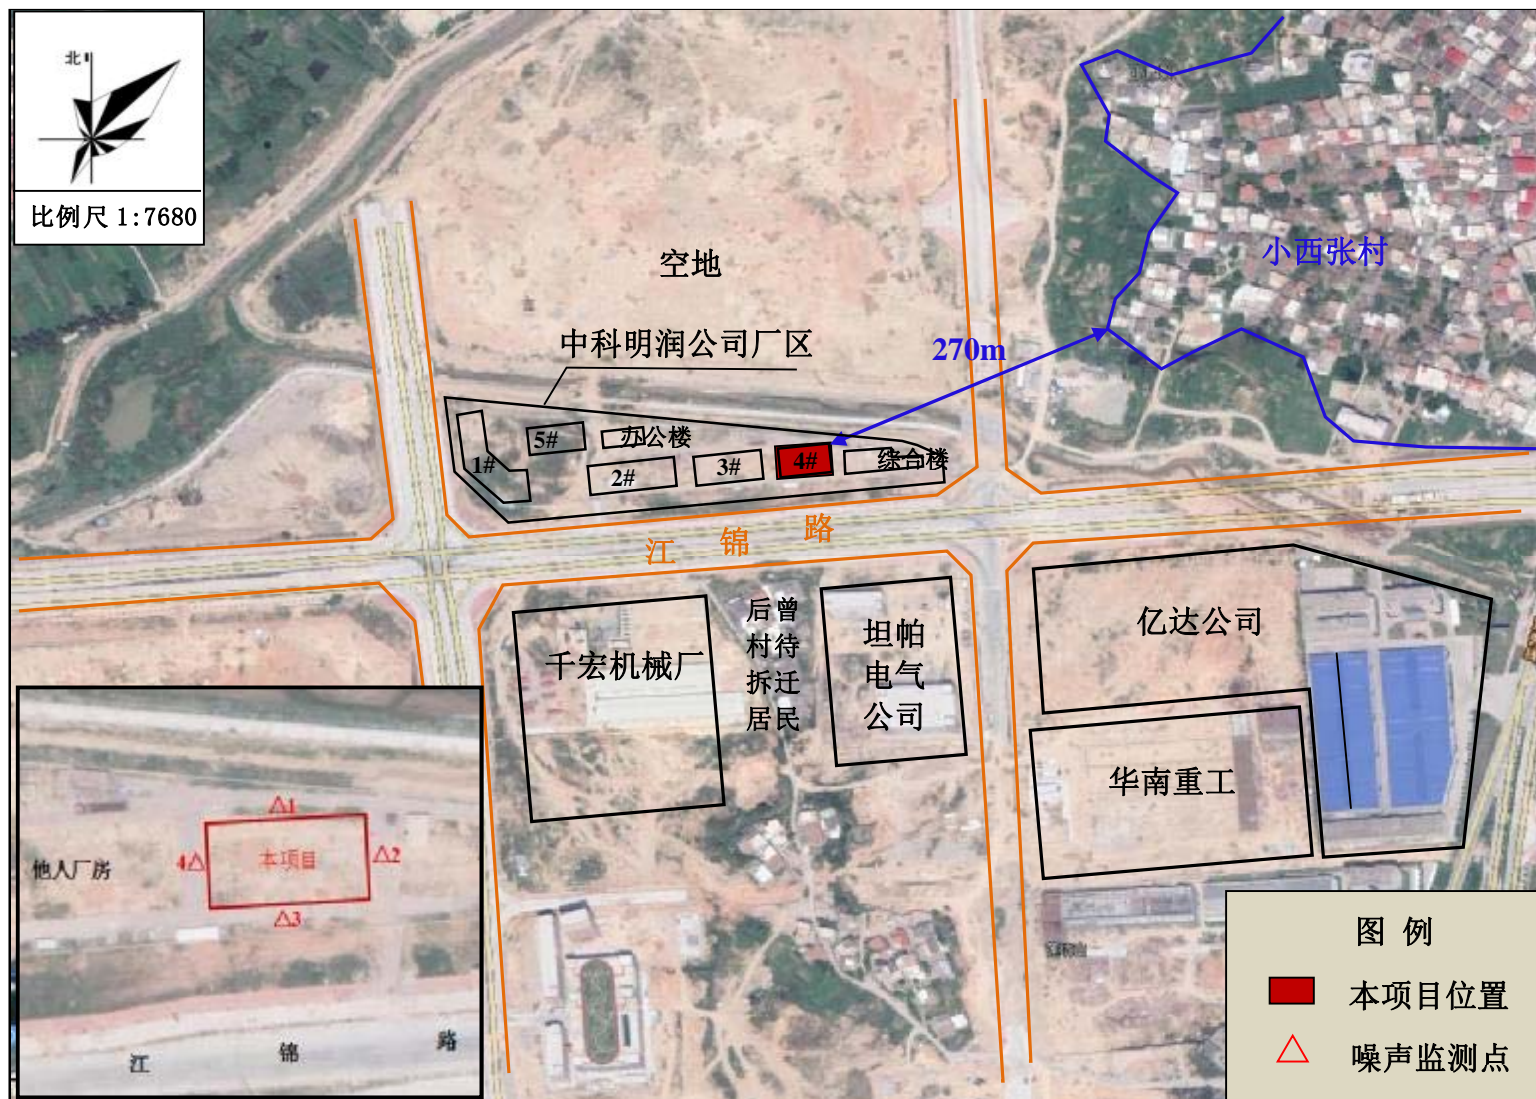 北
比例尺 1:7680
空地
小西张村
中科明润公司厂区
270m
5#
办公楼
1#
2#
3#
4#
综合楼
江锦路
后曾
村待
拆迁
居民
千宏机械厂
坦帕
电气
公司
亿达公司
华南重工
△1
4△
本项目
△2
他人厂房
△3
江锦路
图 例
本项目位置
噪声监测点